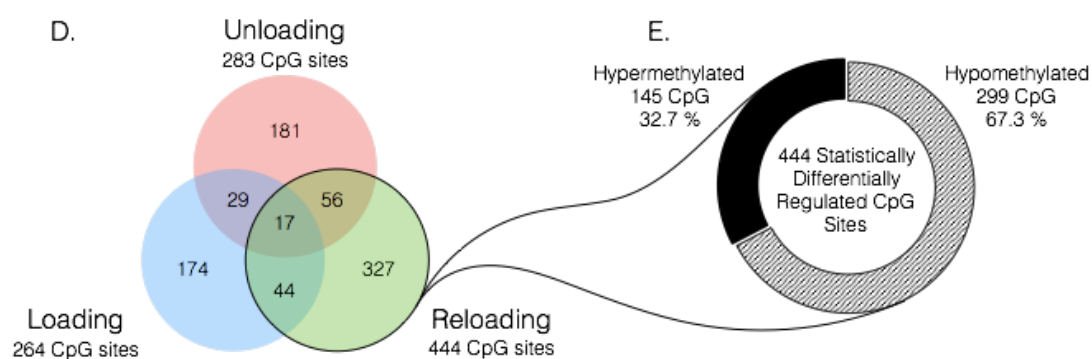 D.
Unloading
283 CpG sites
181
29
56
17
174
327
44
Loading
264 CpG sites
Reloading
444 CpG sites
E.
Hypermethylated
145 CpG
32.7 %
Hypomethylated
299 CpG
67.3 %
444 Statistically
Differentially
Regulated CpG
Sites